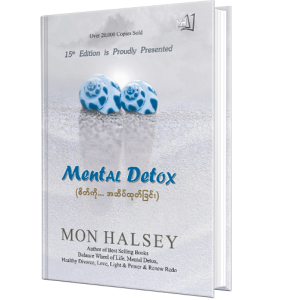 Over 20,000 Copies Sold
15th Edition is Proudly Presented
Mental Detox
(စိတ်ကို... အဆိပ်ထုတ်ခြင်း)
MON HALSEY
Author of Best Selling Books
Balance Wheel of Life, Mental Detox,
Healthy Divorce, Love, Light & Power & Renew Redo